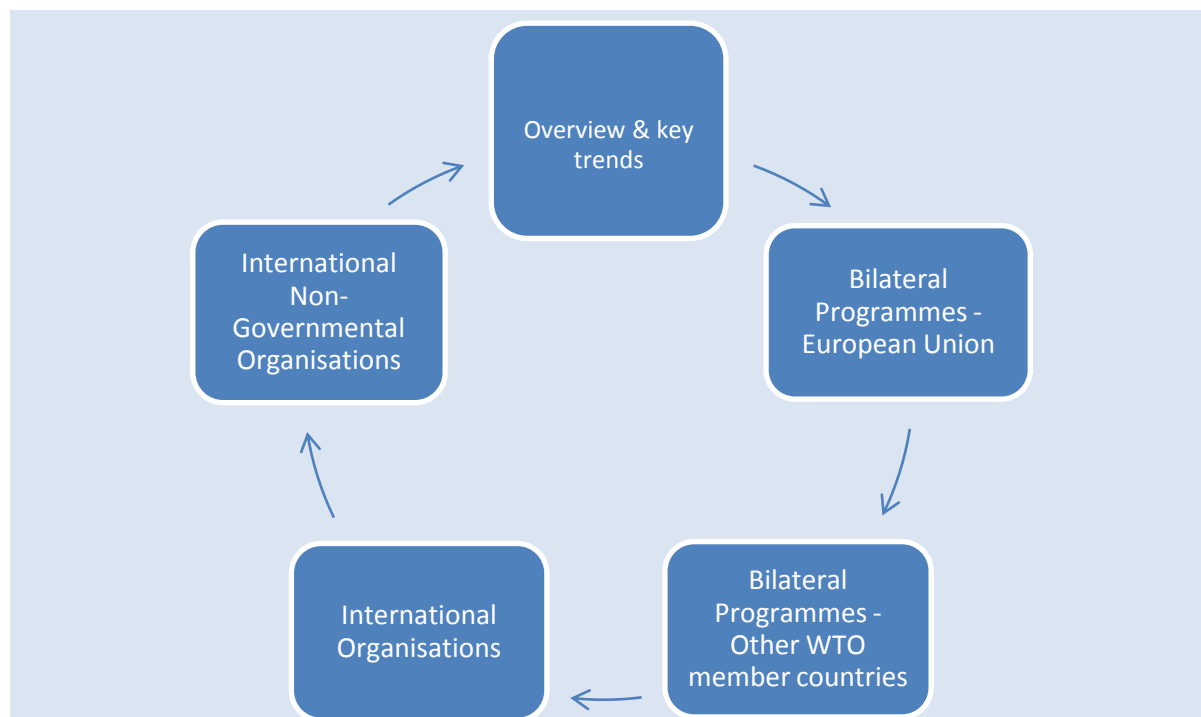 Overview & key
trends
Bilateral
Programmes -
European Union
Bilateral
Programmes -
Other WTO
member countries
International
Organisations
International
Non-
Governmental
Organisations